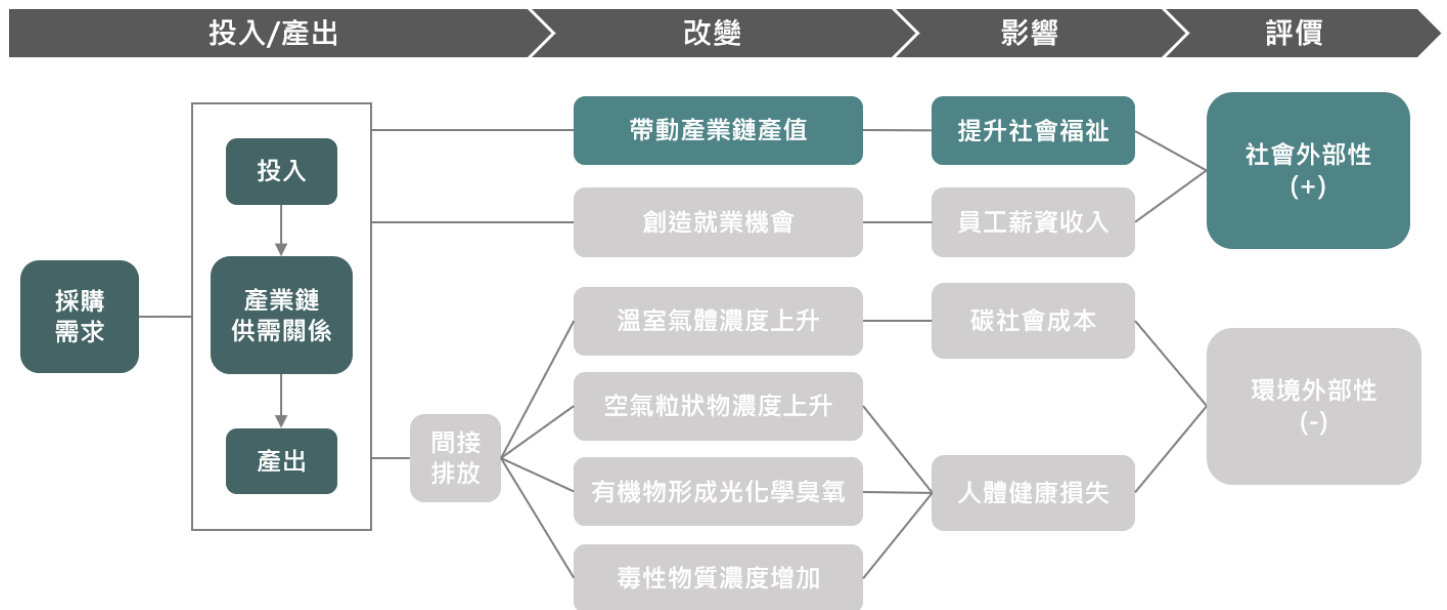 投入/產出
改變
影響
評價
採購
需求
投入
產業鏈
供需關係
產出
間接
排放
帶動產業鏈產值
創造就業機會
溫室氣體濃度上升
空氣粒狀物濃度上升
有機物形成光化學臭氧
毒性物質濃度增加
提升社會福祉
員工薪資收入
碳社會成本
人體健康損失
社會外部性
(+)
環境外部性
(-)